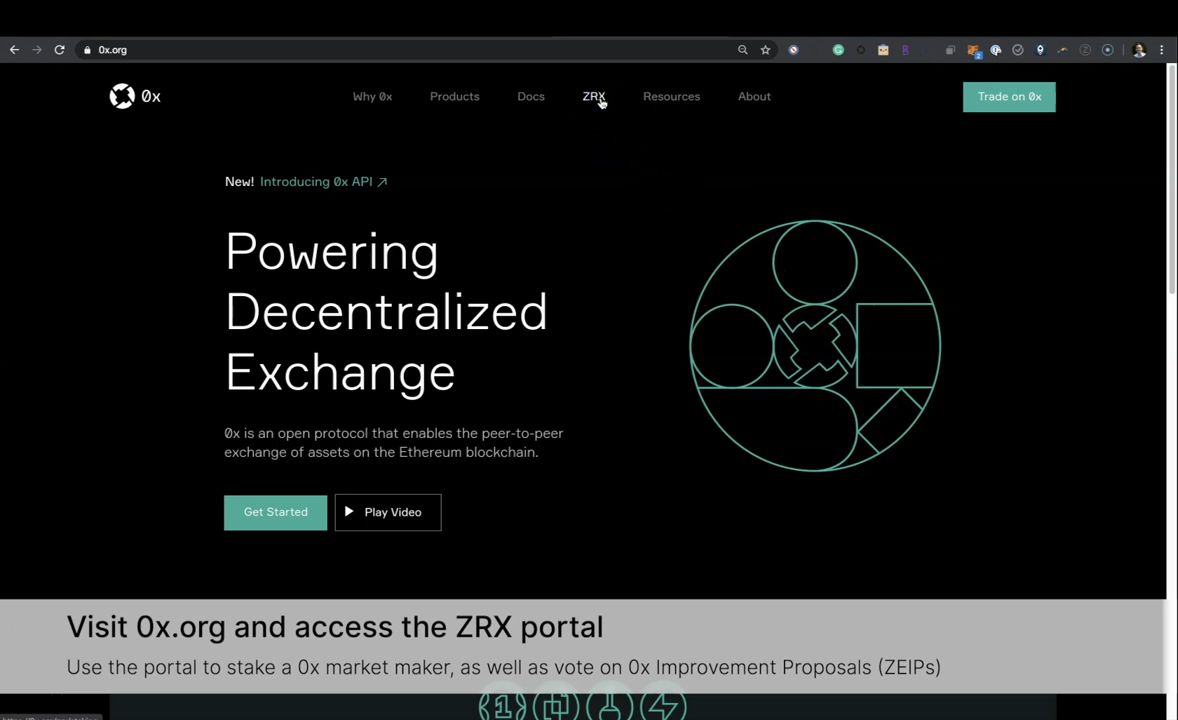 0x.org
0x
Why 0x
Products
Docs
ZRX
Resources
About
Trade on 0x
New! Introducing 0x API ↗
Powering
Decentralized
Exchange
0x is an open protocol that enables the peer-to-peer
exchange of assets on the Ethereum blockchain.
Get Started
Play Video
Visit 0x.org and access the ZRX portal
Use the portal to stake a 0x market maker, as well as vote on 0x Improvement Proposals (ZEIPs)